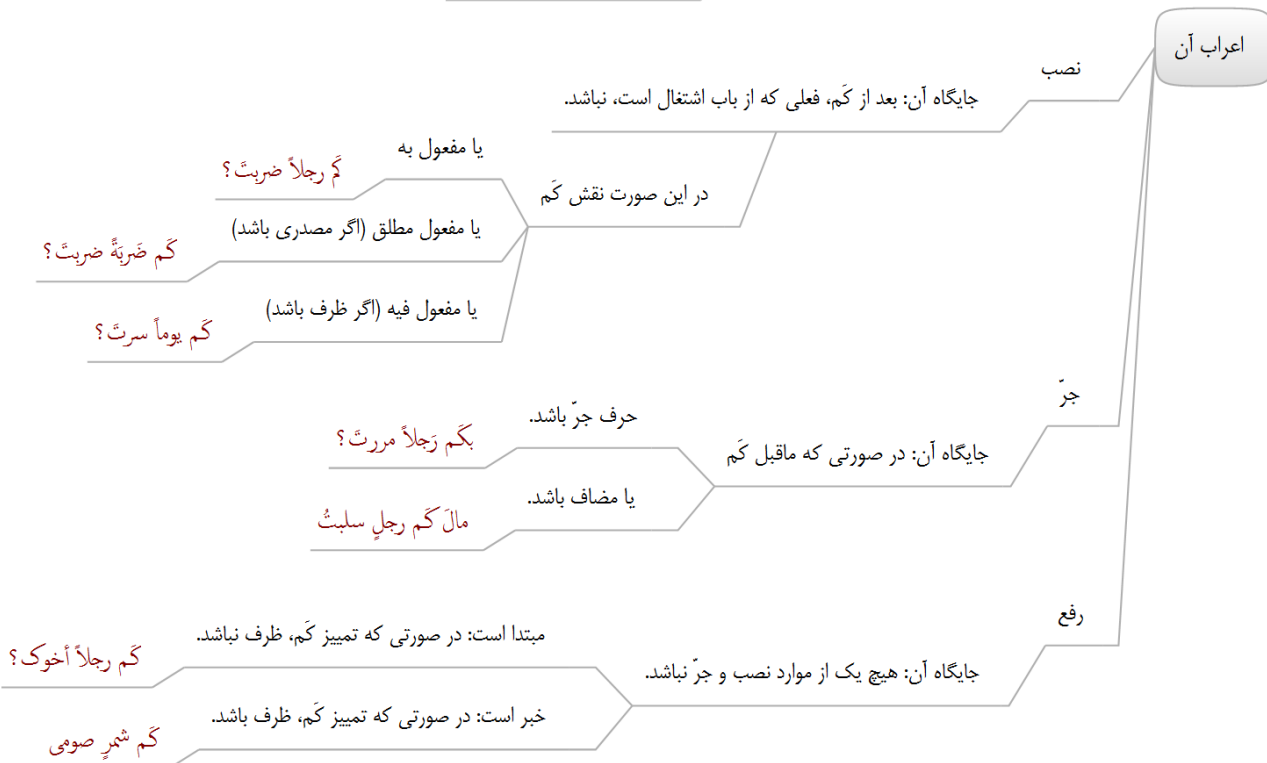 اعراب آن
نصب
جایگاه آن: بعد از کَم، فعلی که از باب اشتغال است، نباشد.
در این صورت نقش کَم
یا مفعول به
کَم رجلاً ضربتَ؟
یا مفعول مطلق (اگر مصدری باشد)
کَم ضَربَةً ضربتَ؟
یا مفعول فیه (اگر ظرف باشد)
کَم یوماً سرتَ؟
جرّ
جایگاه آن: در صورتی که ماقبل کَم
حرف جرّ باشد.
بکَم رَجلاً مررتَ؟
یا مضاف باشد.
مالَ کَم رجلٍ سلبتُ
رفع
جایگاه آن: هیچ یک از موارد نصب و جرّ نباشد.
مبتدا است: در صورتی که تمییز کَم، ظرف نباشد.
کَم رجلاً أخوک؟
خبر است: در صورتی که تمییز کَم، ظرف باشد.
کَم شهرٍ صومی